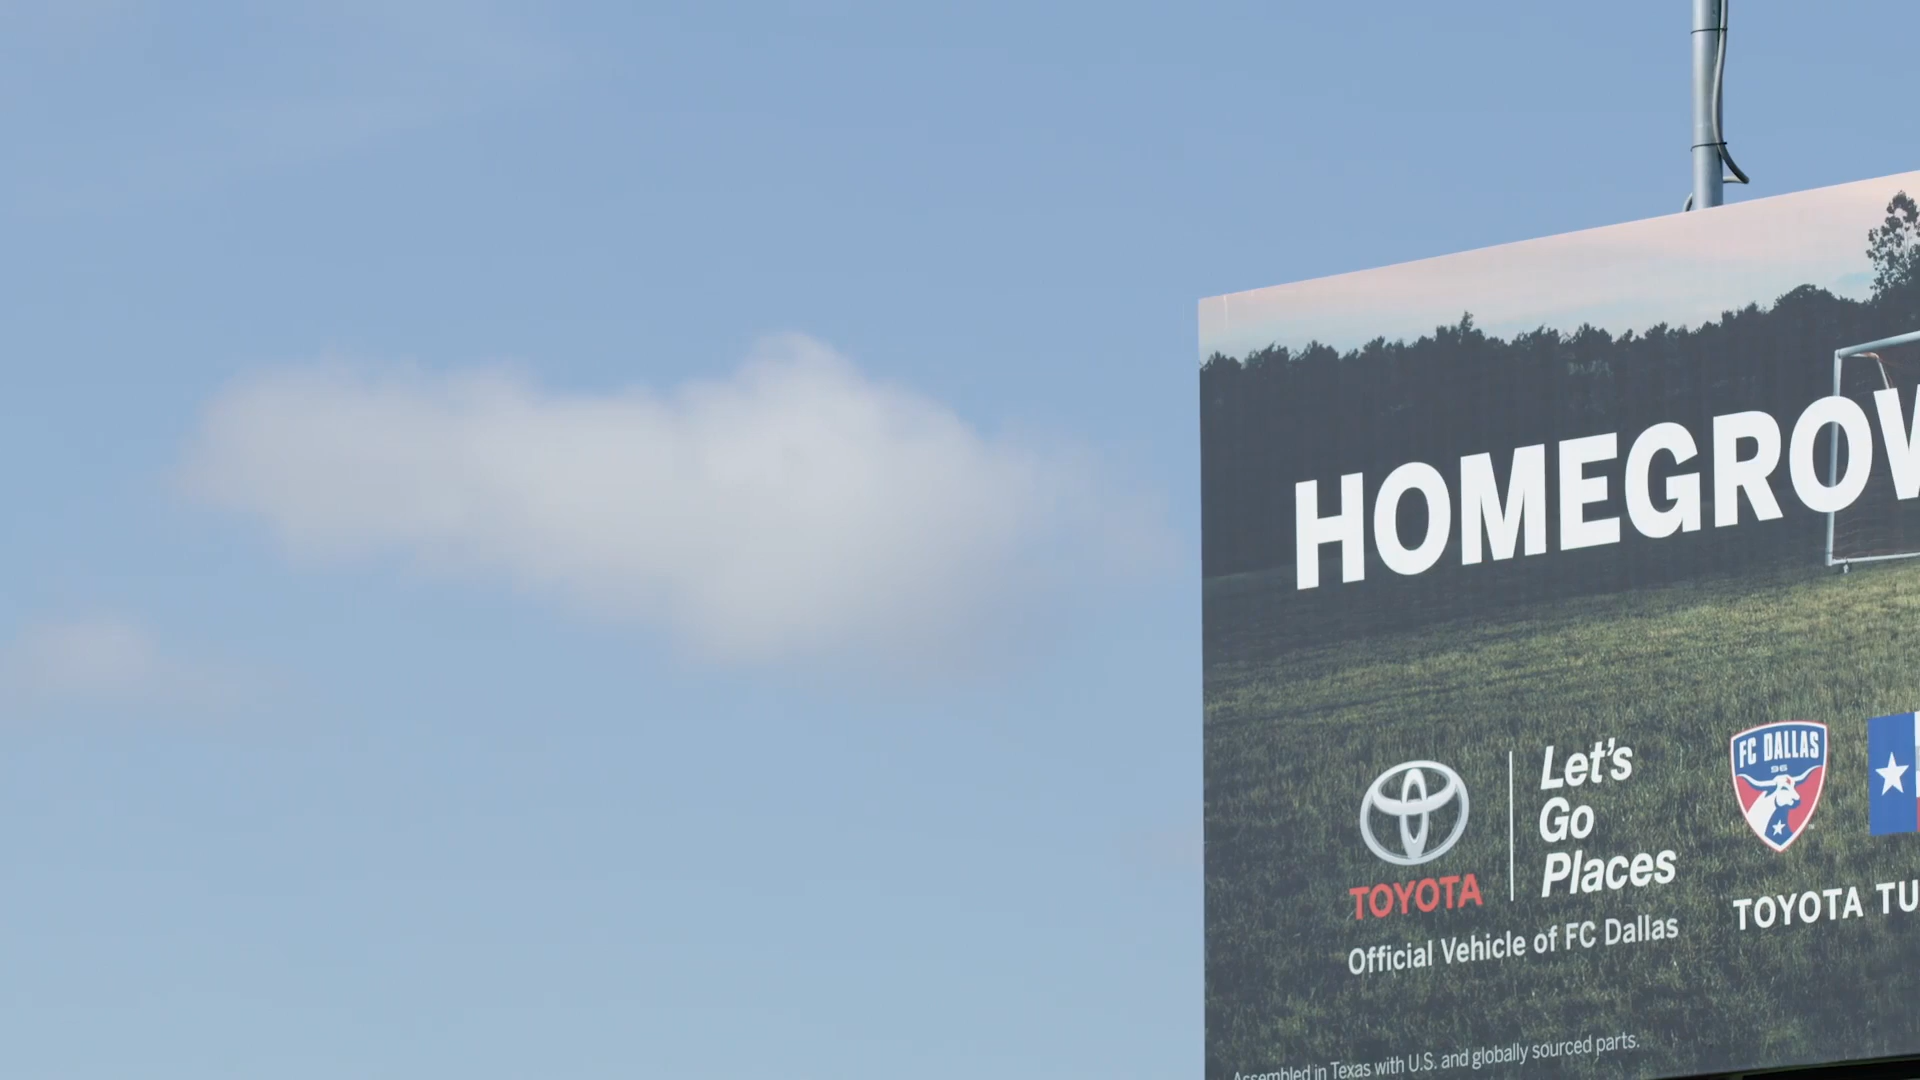 HOMEGROW
Let's
Go
Places
FC DALLAS
96
TOYOTA
TOYOTA TU
Official Vehicle of FC Dallas
Assembled in Texas with U.S. and globally sourced parts.